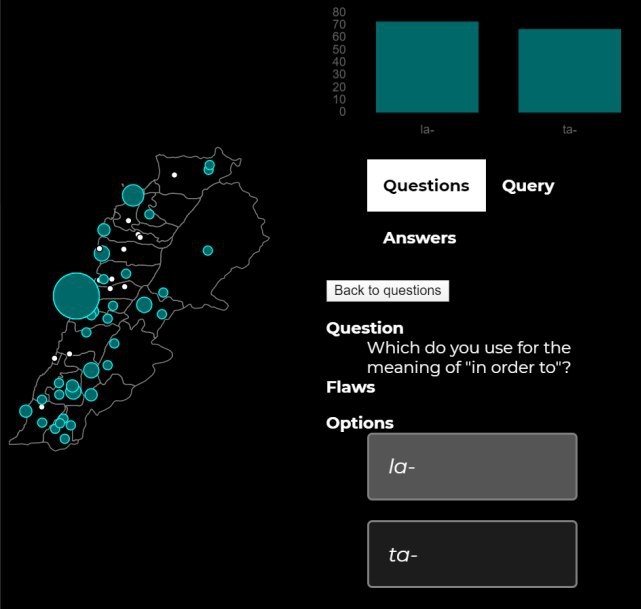 80
70
60
50
40
30
20
10
0
la-
ta-
Questions
Query
Answers
Back to questions
Question
Which do you use for the
meaning of "in order to"?
Flaws
Options
la-
ta-